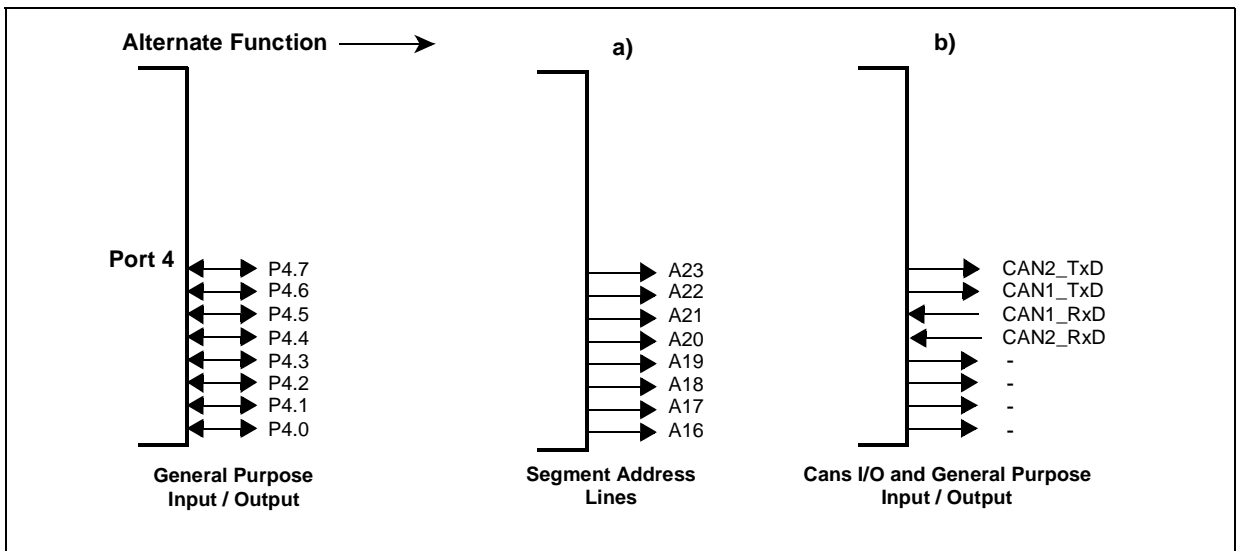 Alternate Function
a)
b)
Port 4
P4.7
P4.6
P4.5
P4.4
P4.3
P4.2
P4.1
P4.0
General Purpose
Input / Output
A23
A22
A21
A20
A19
A18
A17
A16
Segment Address
Lines
CAN2_TxD
CAN1_TxD
CAN1_RxD
CAN2_RxD
-
-
-
-
Cans I/O and General Purpose
Input / Output